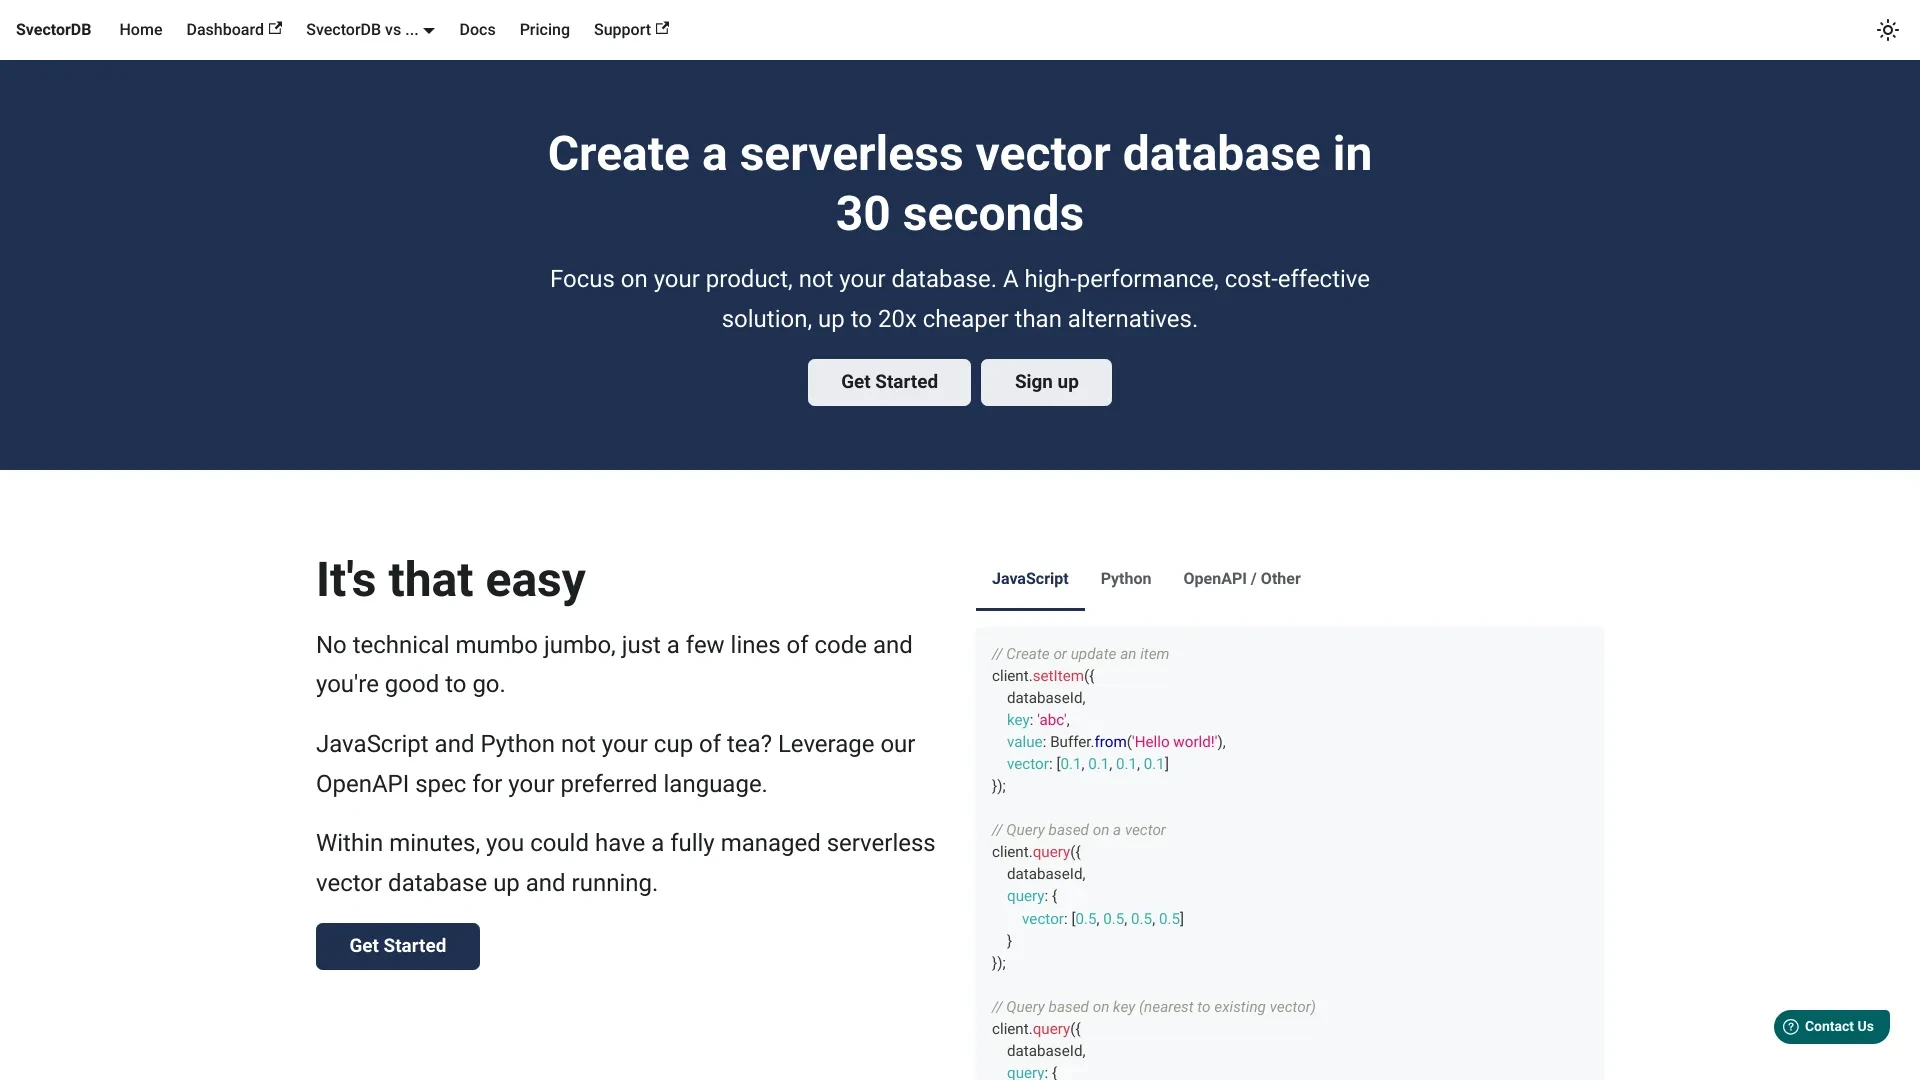 SvectorDB Home Dashboard SvectorDB vs ... Docs Pricing Support
Create a serverless vector database in
30 seconds
Focus on your product, not your database. A high-performance, cost-effective
solution, up to 20x cheaper than alternatives.
Get Started Sign up
It's that easy
No technical mumbo jumbo, just a few lines of code and
you're good to go.
JavaScript and Python not your cup of tea? Leverage our
OpenAPI spec for your preferred language.
Within minutes, you could have a fully managed serverless
vector database up and running.
Get Started
JavaScript Python OpenAPI / Other
// Create or update an item
client.setItem({
    databaseId,
    key: 'abc',
    value: Buffer.from('Hello world!'),
    vector: [0.1, 0.1, 0.1, 0.1]
});

// Query based on a vector
client.query({
    databaseId,
    query: {
        vector: [0.5, 0.5, 0.5, 0.5]
    }
});

// Query based on key (nearest to existing vector)
client.query({
    databaseId,
    query: {
Contact Us